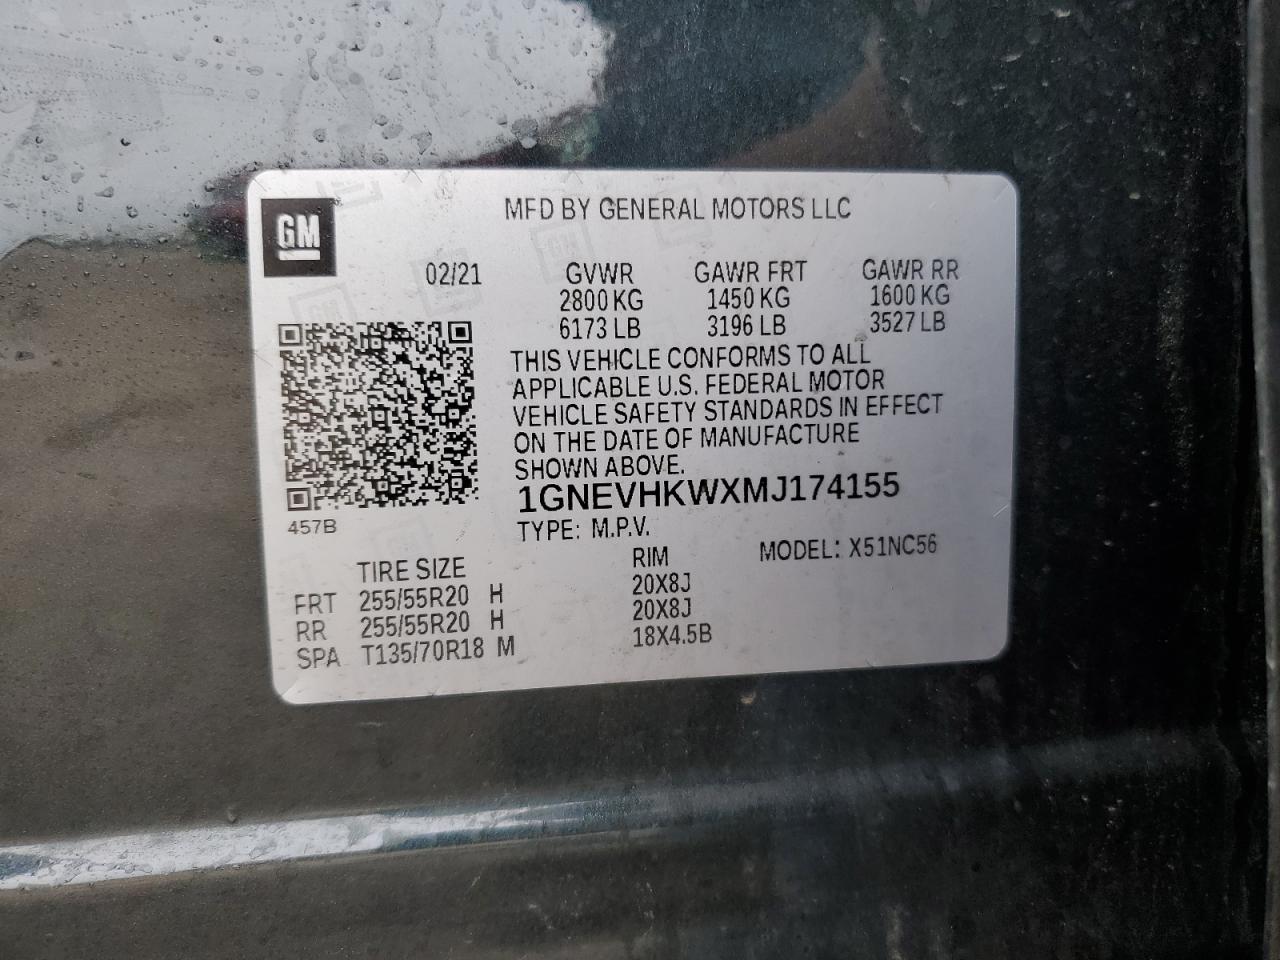 GM
MFD BY GENERAL MOTORS LLC
02/21 GVWR GAWR FRT GAWR RR
2800 KG 1450 KG 1600 KG
6173 LB 3196 LB 3527 LB
THIS VEHICLE CONFORMS TO ALL
APPLICABLE U.S. FEDERAL MOTOR
VEHICLE SAFETY STANDARDS IN EFFECT
ON THE DATE OF MANUFACTURE
SHOWN ABOVE.
1GNEVHKWXMJ174155
457B
TYPE: M.P.V. MODEL: X51NC56
TIRE SIZE RIM
FRT 255/55R20 H 20X8J
RR 255/55R20 H 20X8J
SPA T135/70R18 M 18X4.5B